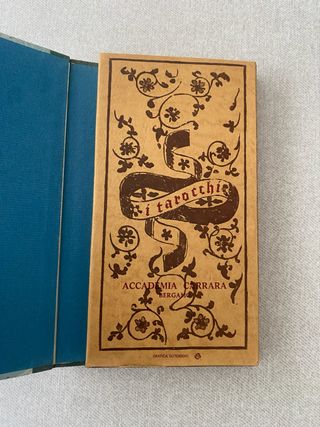 i tarocchi
ACCADEMIA CARRARA
BERGAMO
GRAFICA GUTENBERG